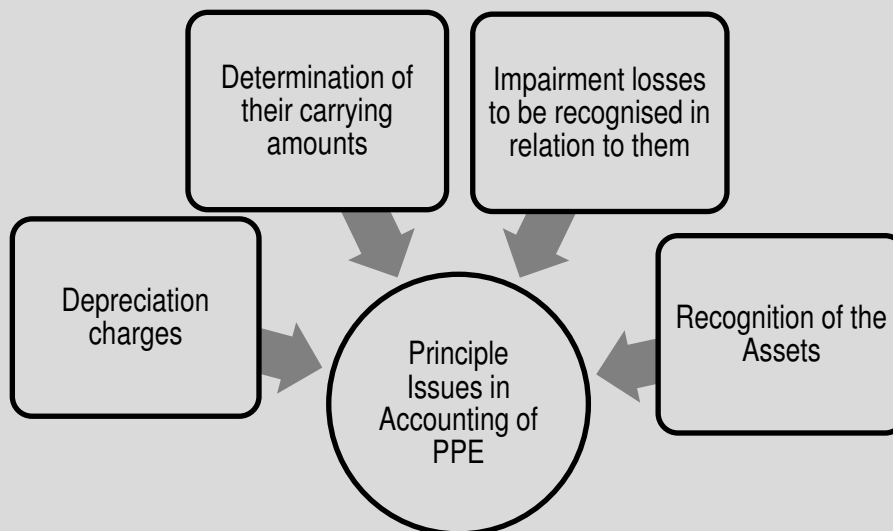 Determination of
their carrying
amounts
Impairment losses
to be recognised in
relation to them
Depreciation
charges
Recognition of the
Assets
Principle
Issues in
Accounting of
PPE